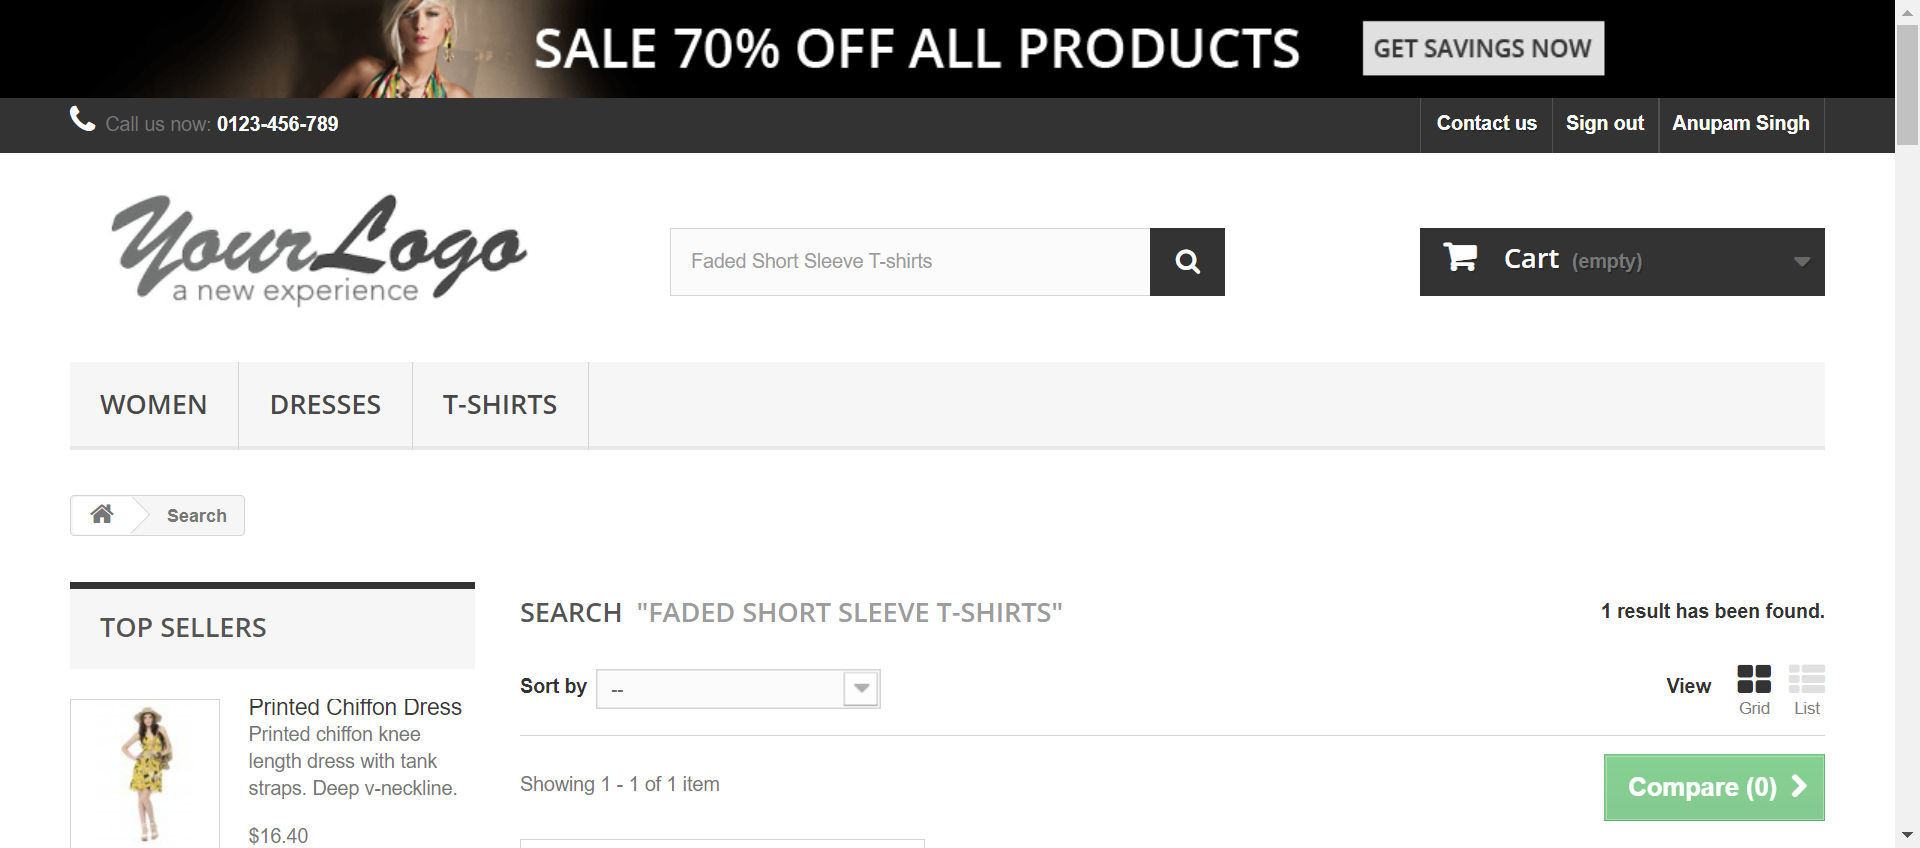 SALE 70% OFF ALL PRODUCTS
GET SAVINGS NOW
Call us now: 0123-456-789
Contact us
Sign out
Anupam Singh
Your Logo
a new experience
Faded Short Sleeve T-shirts
Cart (empty)
WOMEN
DRESSES
T-SHIRTS
Search
TOP SELLERS
Printed Chiffon Dress
Printed chiffon knee
length dress with tank
straps. Deep v-neckline.
$16.40
SEARCH "FADED SHORT SLEEVE T-SHIRTS"
1 result has been found.
Sort by
--
View
Grid
List
Showing 1 - 1 of 1 item
Compare (0)